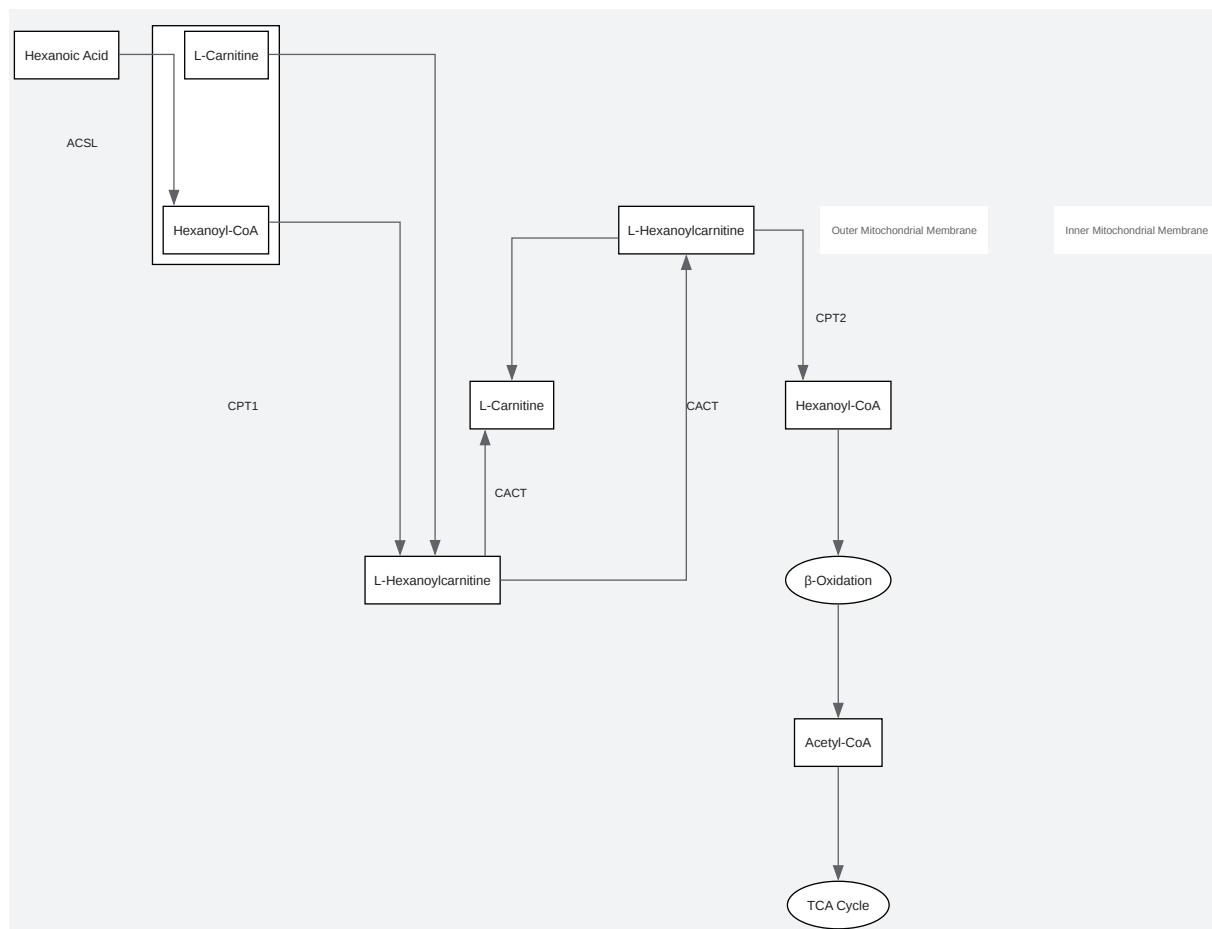 Hexanoic Acid
L-Carnitine
ACSL
Hexanoyl-CoA
L-Hexanoylcarnitine
Outer Mitochondrial Membrane
Inner Mitochondrial Membrane
CPT2
CPT1
L-Carnitine
CACT
Hexanoyl-CoA
CACT
L-Hexanoylcarnitine
β-Oxidation
Acetyl-CoA
TCA Cycle